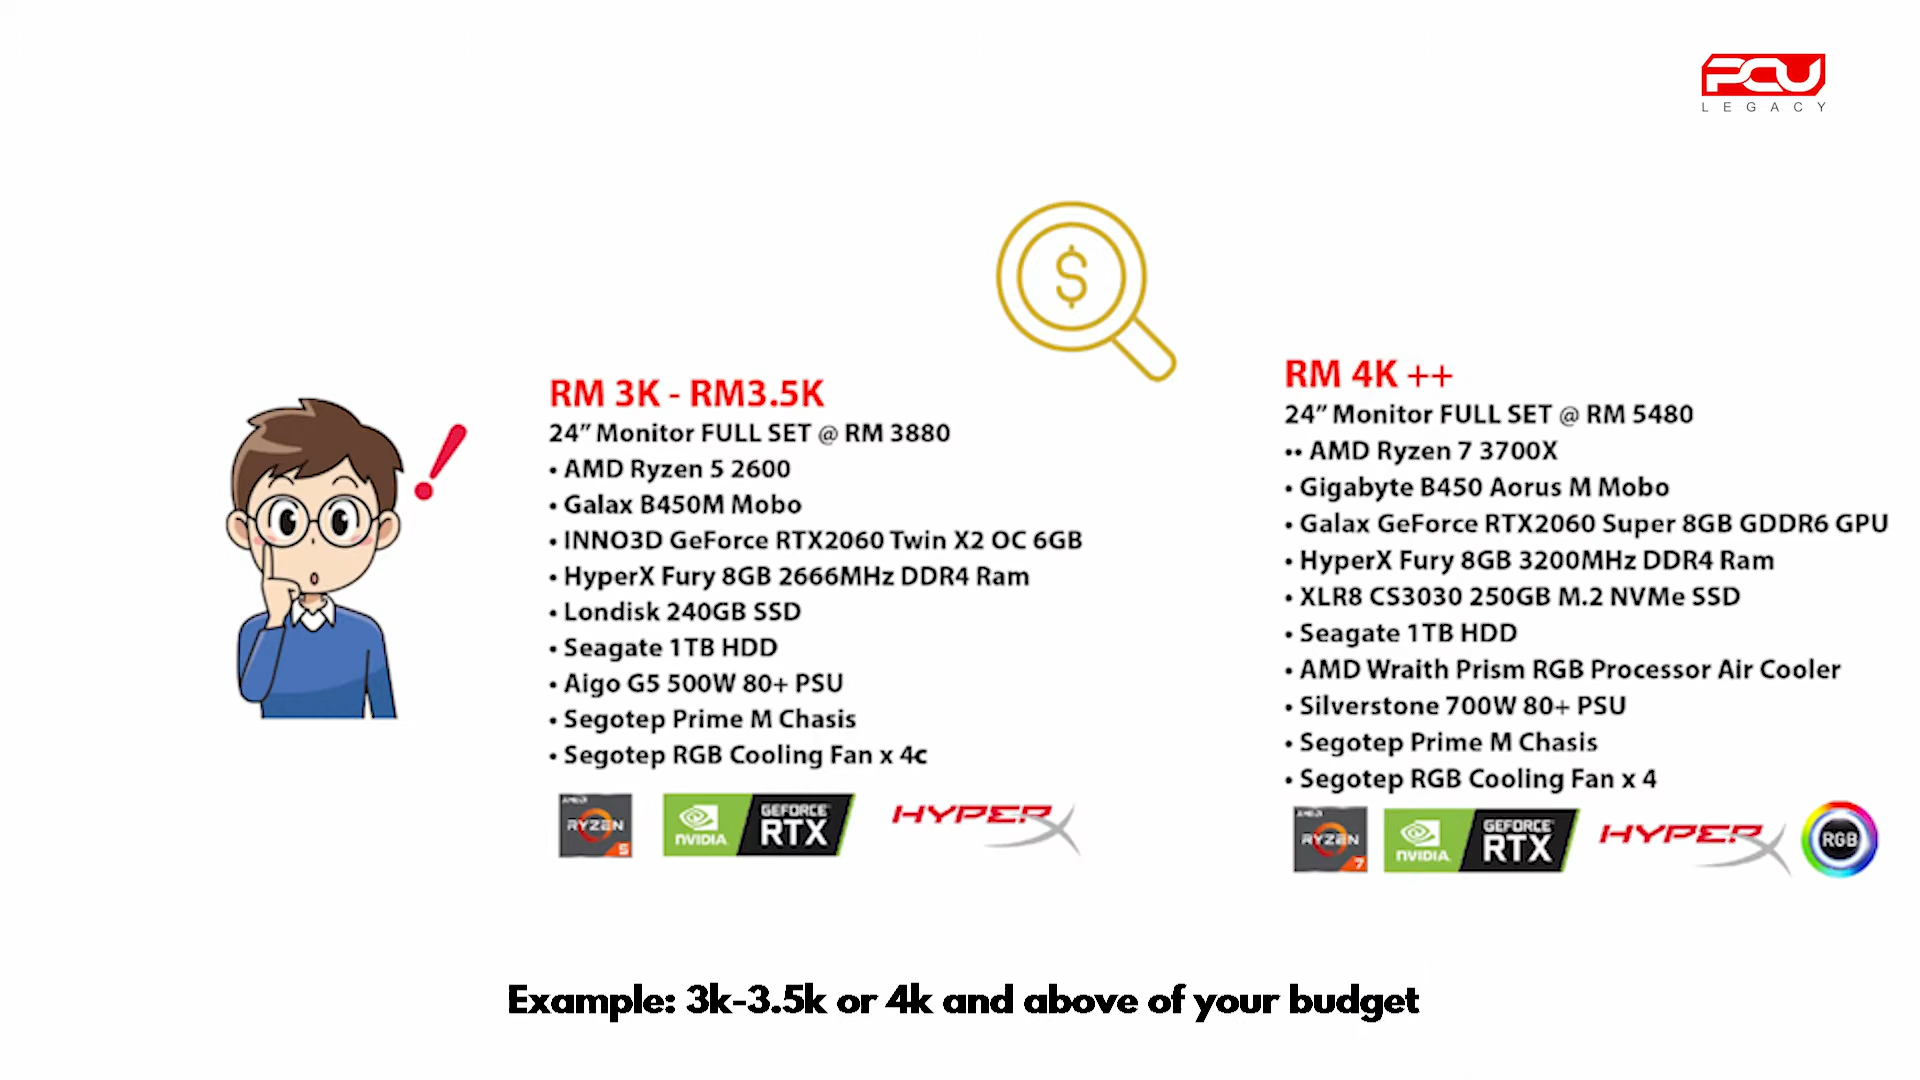 PCU
LEGACY
$
RM 3K - RM3.5K
24” Monitor FULL SET @ RM 3880
• AMD Ryzen 5 2600
• Galax B450M Mobo
• INNO3D GeForce RTX2060 Twin X2 OC 6GB
• HyperX Fury 8GB 2666MHz DDR4 Ram
• Londisk 240GB SSD
• Seagate 1TB HDD
• Aigo G5 500W 80+ PSU
• Segotep Prime M Chasis
• Segotep RGB Cooling Fan x 4c
AMD
RYZEN
5
NVIDIA
GEFORCE
RTX
HYPERX
RM 4K ++
24” Monitor FULL SET @ RM 5480
•• AMD Ryzen 7 3700X
• Gigabyte B450 Aorus M Mobo
• Galax GeForce RTX2060 Super 8GB GDDR6 GPU
• HyperX Fury 8GB 3200MHz DDR4 Ram
• XLR8 CS3030 250GB M.2 NVMe SSD
• Seagate 1TB HDD
• AMD Wraith Prism RGB Processor Air Cooler
• Silverstone 700W 80+ PSU
• Segotep Prime M Chasis
• Segotep RGB Cooling Fan x 4
AMD
RYZEN
7
NVIDIA
GEFORCE
RTX
HYPERX
RGB
Example: 3k-3.5k or 4k and above of your budget